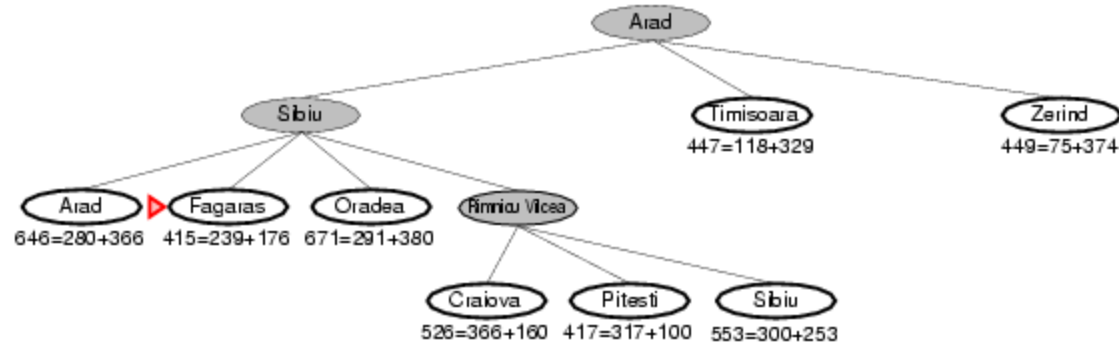 Arad
Sibiu
Timisoara
Zerind
447=118+329
449=75+374
Arad
Fagaras
Oradea
Rimnicu Vilcea
646=280+366
415=239+176
671=291+380
Craiova
Pitesti
Sibiu
526=366+160
417=317+100
553=300+253